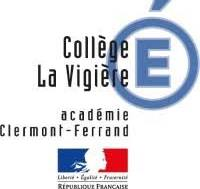 Collège
La Vigière
É
académie
Clermont-Ferrand
Liberté • Égalité • Fraternité
RÉPUBLIQUE FRANÇAISE